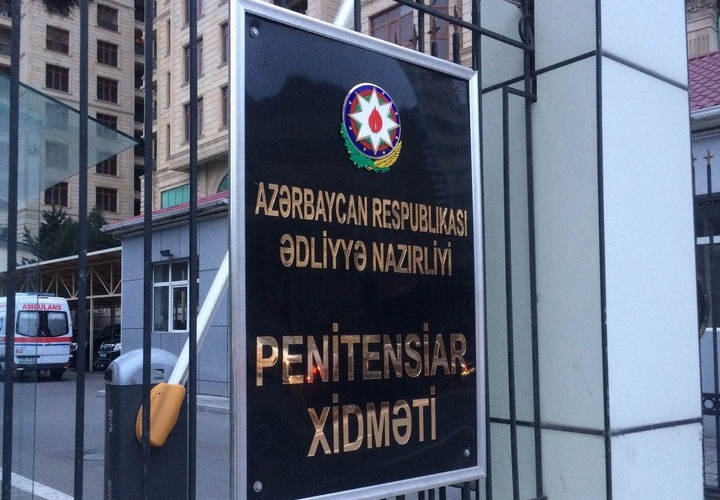 AZƏRBAYCAN RESPUBLİKASI
ƏDLİYYƏ NAZİRLİYİ
PENİTENSİAR
XİDMƏTİ
AMBULANS